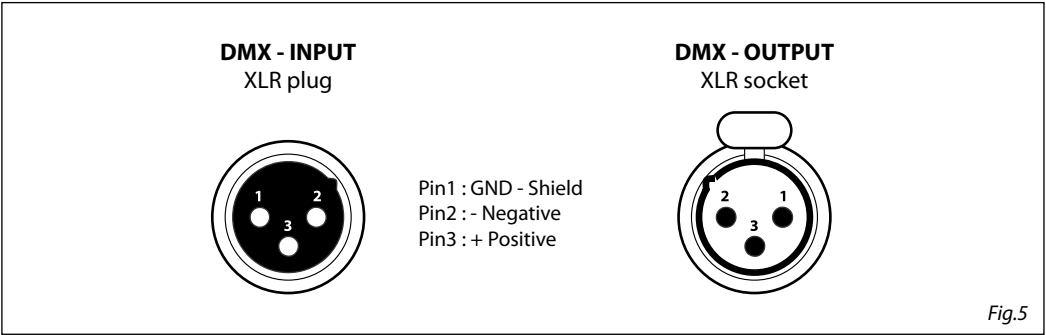 DMX - INPUT
XLR plug
1 2
3
Pin1 : GND - Shield
Pin2 : - Negative
Pin3 : + Positive
DMX - OUTPUT
XLR socket
2 1
3
Fig.5